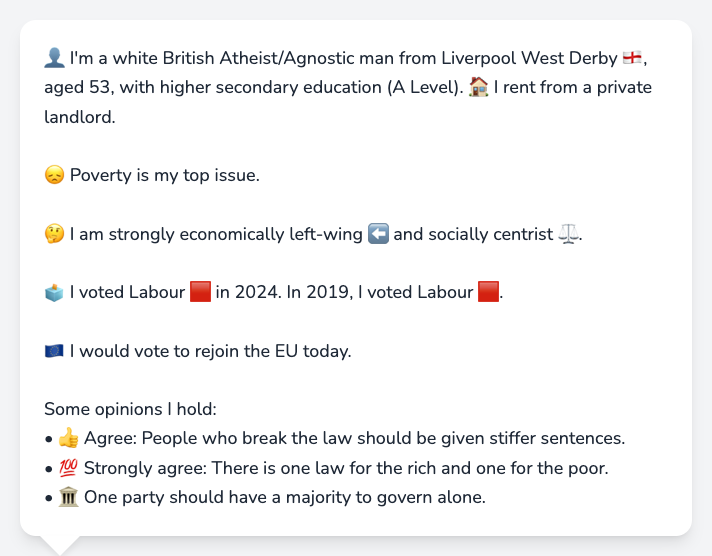 👤 I'm a white British Atheist/Agnostic man from Liverpool West Derby 🏴󠁧󠁢󠁥󠁮󠁧󠁿,
aged 53, with higher secondary education (A Level). 🏠 I rent from a private
landlord.
😞 Poverty is my top issue.
🤔 I am strongly economically left-wing ⬅️ and socially centrist ⚖️.
🗳️ I voted Labour 🟥 in 2024. In 2019, I voted Labour 🟥.
🇪🇺 I would vote to rejoin the EU today.
Some opinions I hold:
• 👍 Agree: People who break the law should be given stiffer sentences.
• 💯 Strongly agree: There is one law for the rich and one for the poor.
• 🏛️ One party should have a majority to govern alone.